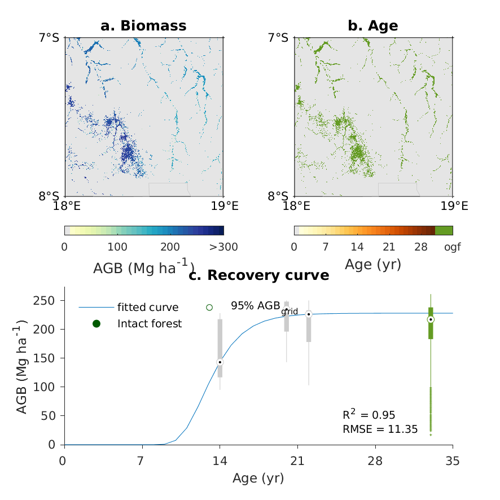 a. Biomass
b. Age
7°S
8°S
18°E
19°E
7°S
8°S
18°E
19°E
0 100 200 >300
AGB (Mg ha-1)
0 7 14 21 28 ogf
Age (yr)
c. Recovery curve
AGB (Mg ha-1)
250
200
150
100
50
0
fitted curve
95% AGB grid
Intact forest
R2 = 0.95
RMSE = 11.35
0 7 14 21 28 35
Age (yr)